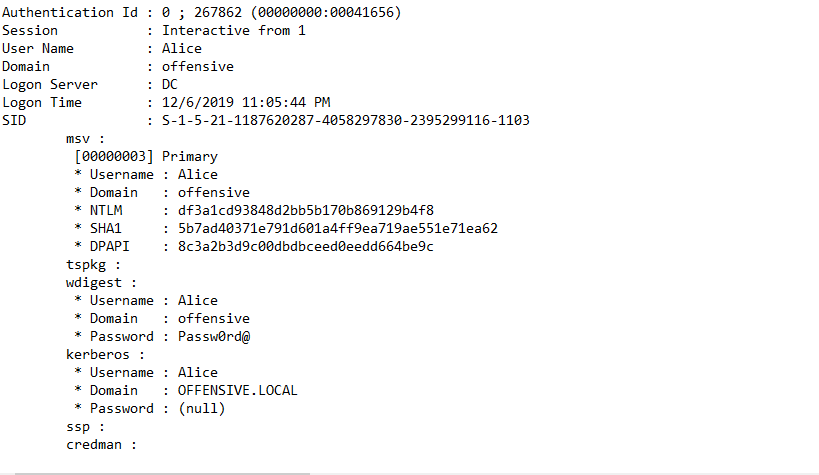 Authentication Id : 0 ; 267862 (00000000:00041656)
Session           : Interactive from 1
User Name         : Alice
Domain            : offensive
Logon Server      : DC
Logon Time        : 12/6/2019 11:05:44 PM
SID               : S-1-5-21-1187620287-4058297830-2395299116-1103
        msv :
         [00000003] Primary
         * Username : Alice
         * Domain   : offensive
         * NTLM     : df3a1cd93848d2bb5b170b869129b4f8
         * SHA1     : 5b7ad40371e791d601a4ff9ea719ae551e71ea62
         * DPAPI    : 8c3a2b3d9c00dbdbceed0eedd664be9c
        tspkg :
        wdigest :
         * Username : Alice
         * Domain   : offensive
         * Password : Passw0rd@
        kerberos :
         * Username : Alice
         * Domain   : OFFENSIVE.LOCAL
         * Password : (null)
        ssp :
        credman :